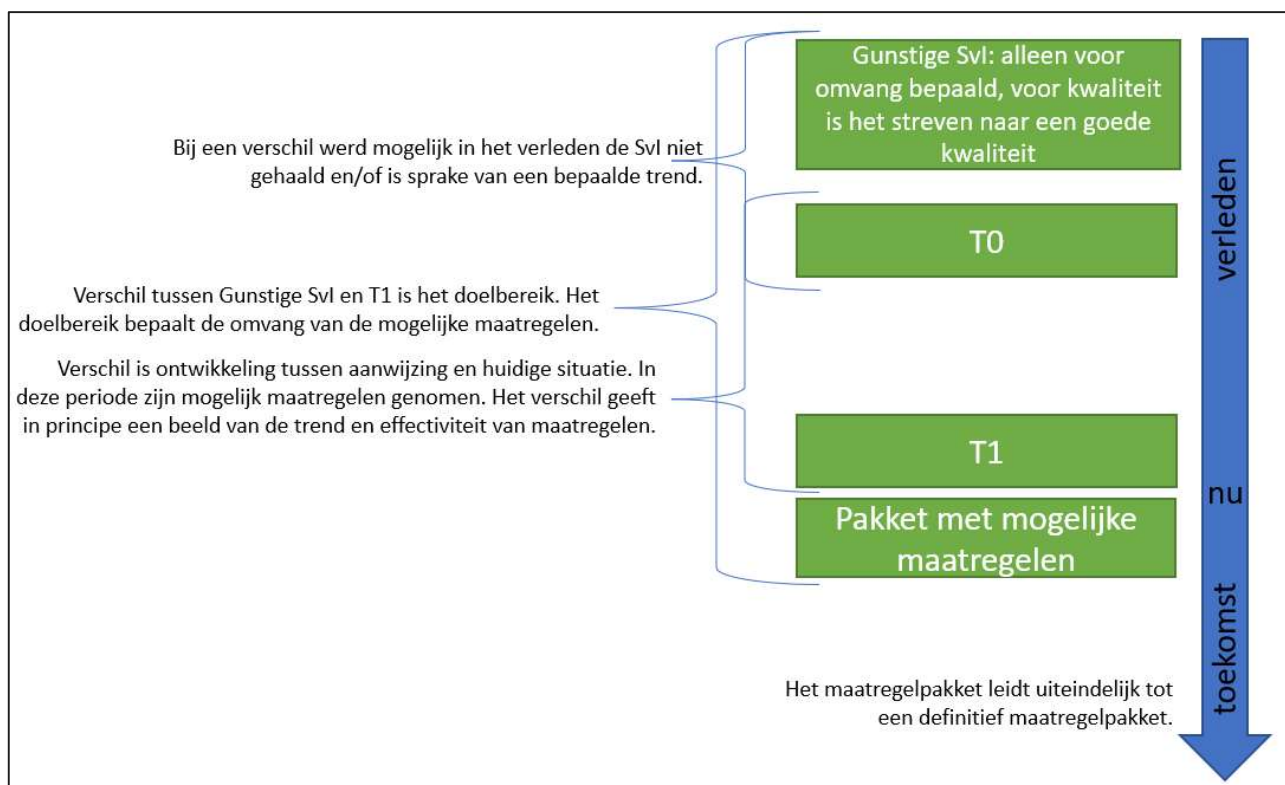 Gunstige SvI: alleen voor
omvang bepaald, voor kwaliteit
is het streven naar een goede
kwaliteit
Bij een verschil werd mogelijk in het verleden de SvI niet
gehaald en/of is sprake van een bepaalde trend.
verleden
T0
Verschil tussen Gunstige SvI en T1 is het doelbereik. Het
doelbereik bepaalt de omvang van de mogelijke maatregelen.
Verschil is ontwikkeling tussen aanwijzing en huidige situatie. In
deze periode zijn mogelijk maatregelen genomen. Het verschil geeft
in principe een beeld van de trend en effectiviteit van maatregelen.
T1
nu
Pakket met mogelijke
maatregelen
toekomst
Het maatregelpakket leidt uiteindelijk tot
een definitief maatregelpakket.